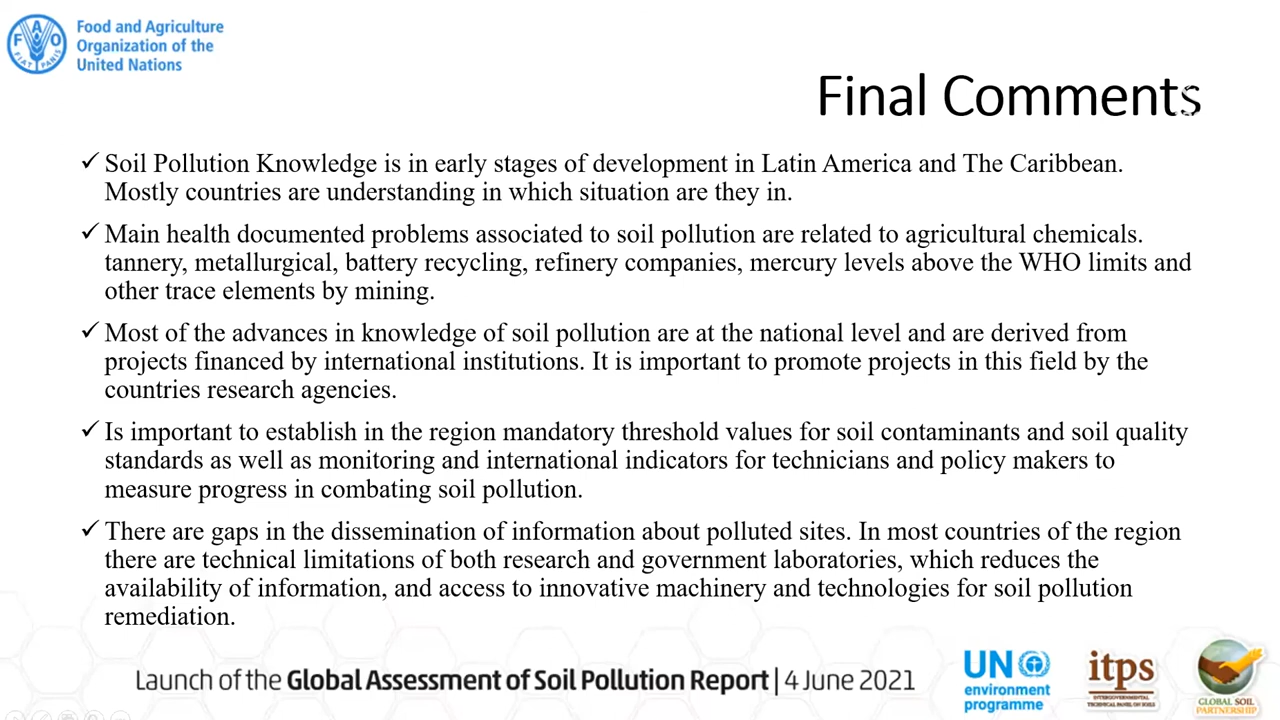 Food and Agriculture
Organization of the
United Nations
F A O
FIAT PANIS
Final Comments
✓ Soil Pollution Knowledge is in early stages of development in Latin America and The Caribbean.
Mostly countries are understanding in which situation are they in.
✓ Main health documented problems associated to soil pollution are related to agricultural chemicals.
tannery, metallurgical, battery recycling, refinery companies, mercury levels above the WHO limits and
other trace elements by mining.
✓ Most of the advances in knowledge of soil pollution are at the national level and are derived from
projects financed by international institutions. It is important to promote projects in this field by the
countries research agencies.
✓ Is important to establish in the region mandatory threshold values for soil contaminants and soil quality
standards as well as monitoring and international indicators for technicians and policy makers to
measure progress in combating soil pollution.
✓ There are gaps in the dissemination of information about polluted sites. In most countries of the region
there are technical limitations of both research and government laboratories, which reduces the
availability of information, and access to innovative machinery and technologies for soil pollution
remediation.
Launch of the Global Assessment of Soil Pollution Report | 4 June 2021
UN
environment
programme
itps
INTERGOVERNMENTAL
TECHNICAL PANEL ON SOILS
GLOBAL SOIL
PARTNERSHIP